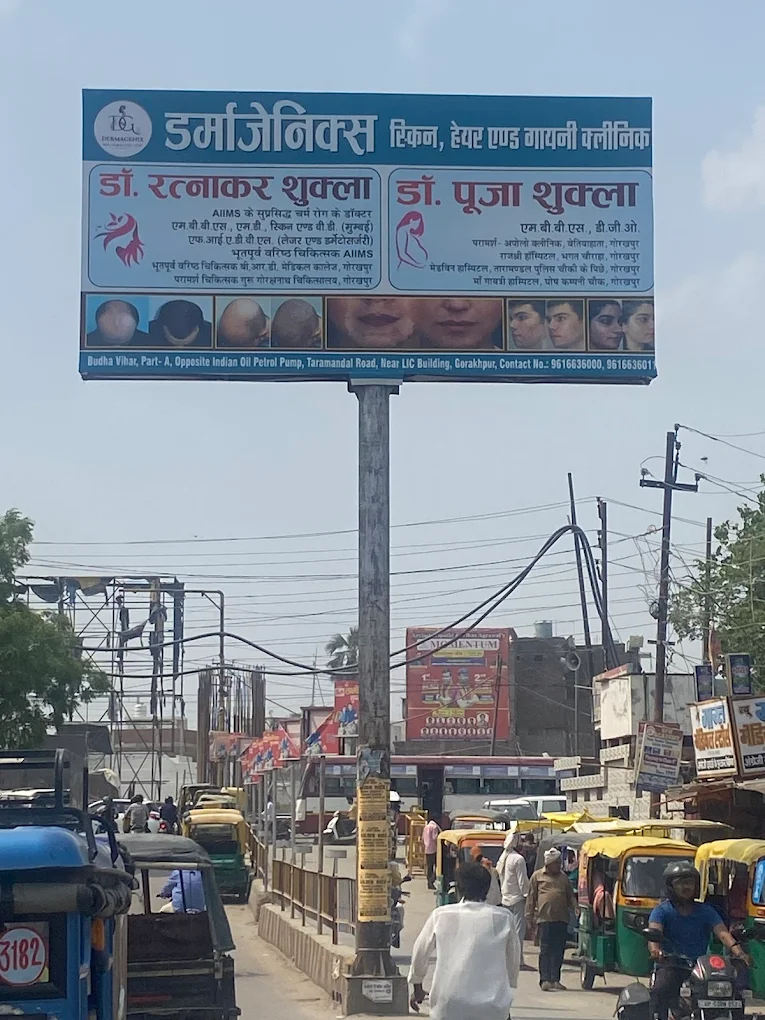 DERMAGENIX
डर्माजेनिक्स स्किन, हेयर एण्ड गायनी क्लीनिक
डॉ. रत्नाकर शुक्ला
AIIMS के सुप्रसिद्ध चर्म रोग के डॉक्टर
एम.बी.बी.एस., एम.डी., स्किन एण्ड वी.डी. (मुम्बई)
एफ.आई.ए.डी.वी.एल. (लेजर एण्ड डर्मेटोसर्जरी)
भूतपूर्व वरिष्ठ चिकित्सक AIIMS
भूतपूर्व वरिष्ठ चिकित्सक बी.आर.डी. मेडिकल कालेज, गोरखपुर
परामर्श चिकित्सक गुरू गोरक्षनाथ चिकित्सालय, गोरखपुर
डॉ. पूजा शुक्ला
एम.बी.बी.एस., डी.जी.ओ.
परामर्श- अपोलो क्लीनिक, बेतियाहाता, गोरखपुर
राजश्री हॉस्पिटल, भगत चौराहा, गोरखपुर
मेडविन हास्पिटल, तारामण्डल पुलिस चौकी के पिछे, गोरखपुर
माँ गायत्री हास्पिटल, घोष कम्पनी चौक, गोरखपुर
Budha Vihar, Part- A, Opposite Indian Oil Petrol Pump, Taramandal Road, Near LIC Building, Gorakhpur, Contact No.: 9616636000, 961663601
MOMENTUM
3182